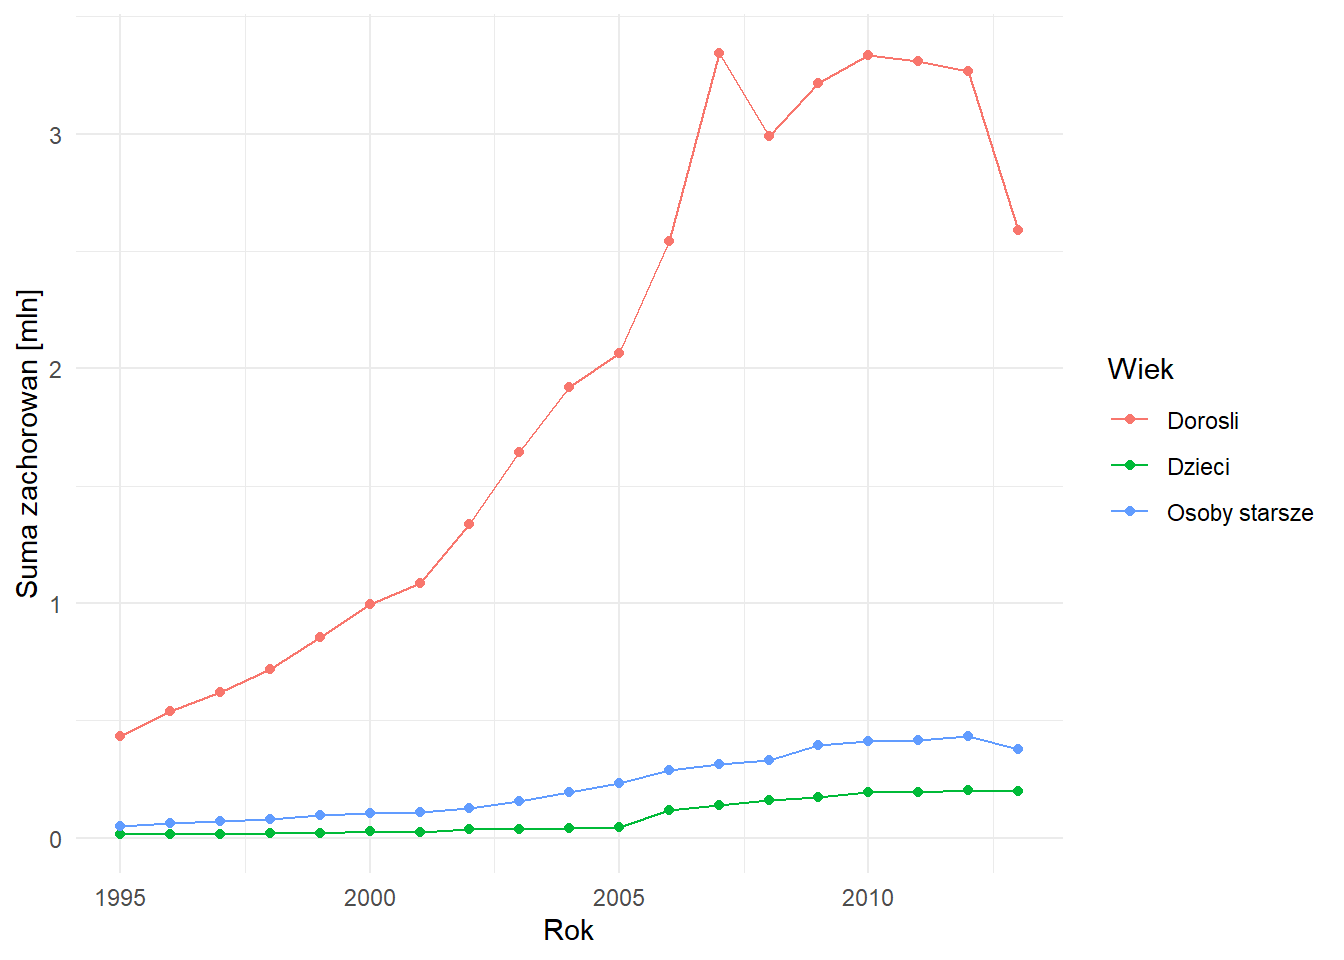 Suma zachorowan [mln]
3
2
1
0
1995 2000 2005 2010
Rok
Wiek
Dorosli
Dzieci
Osoby starsze